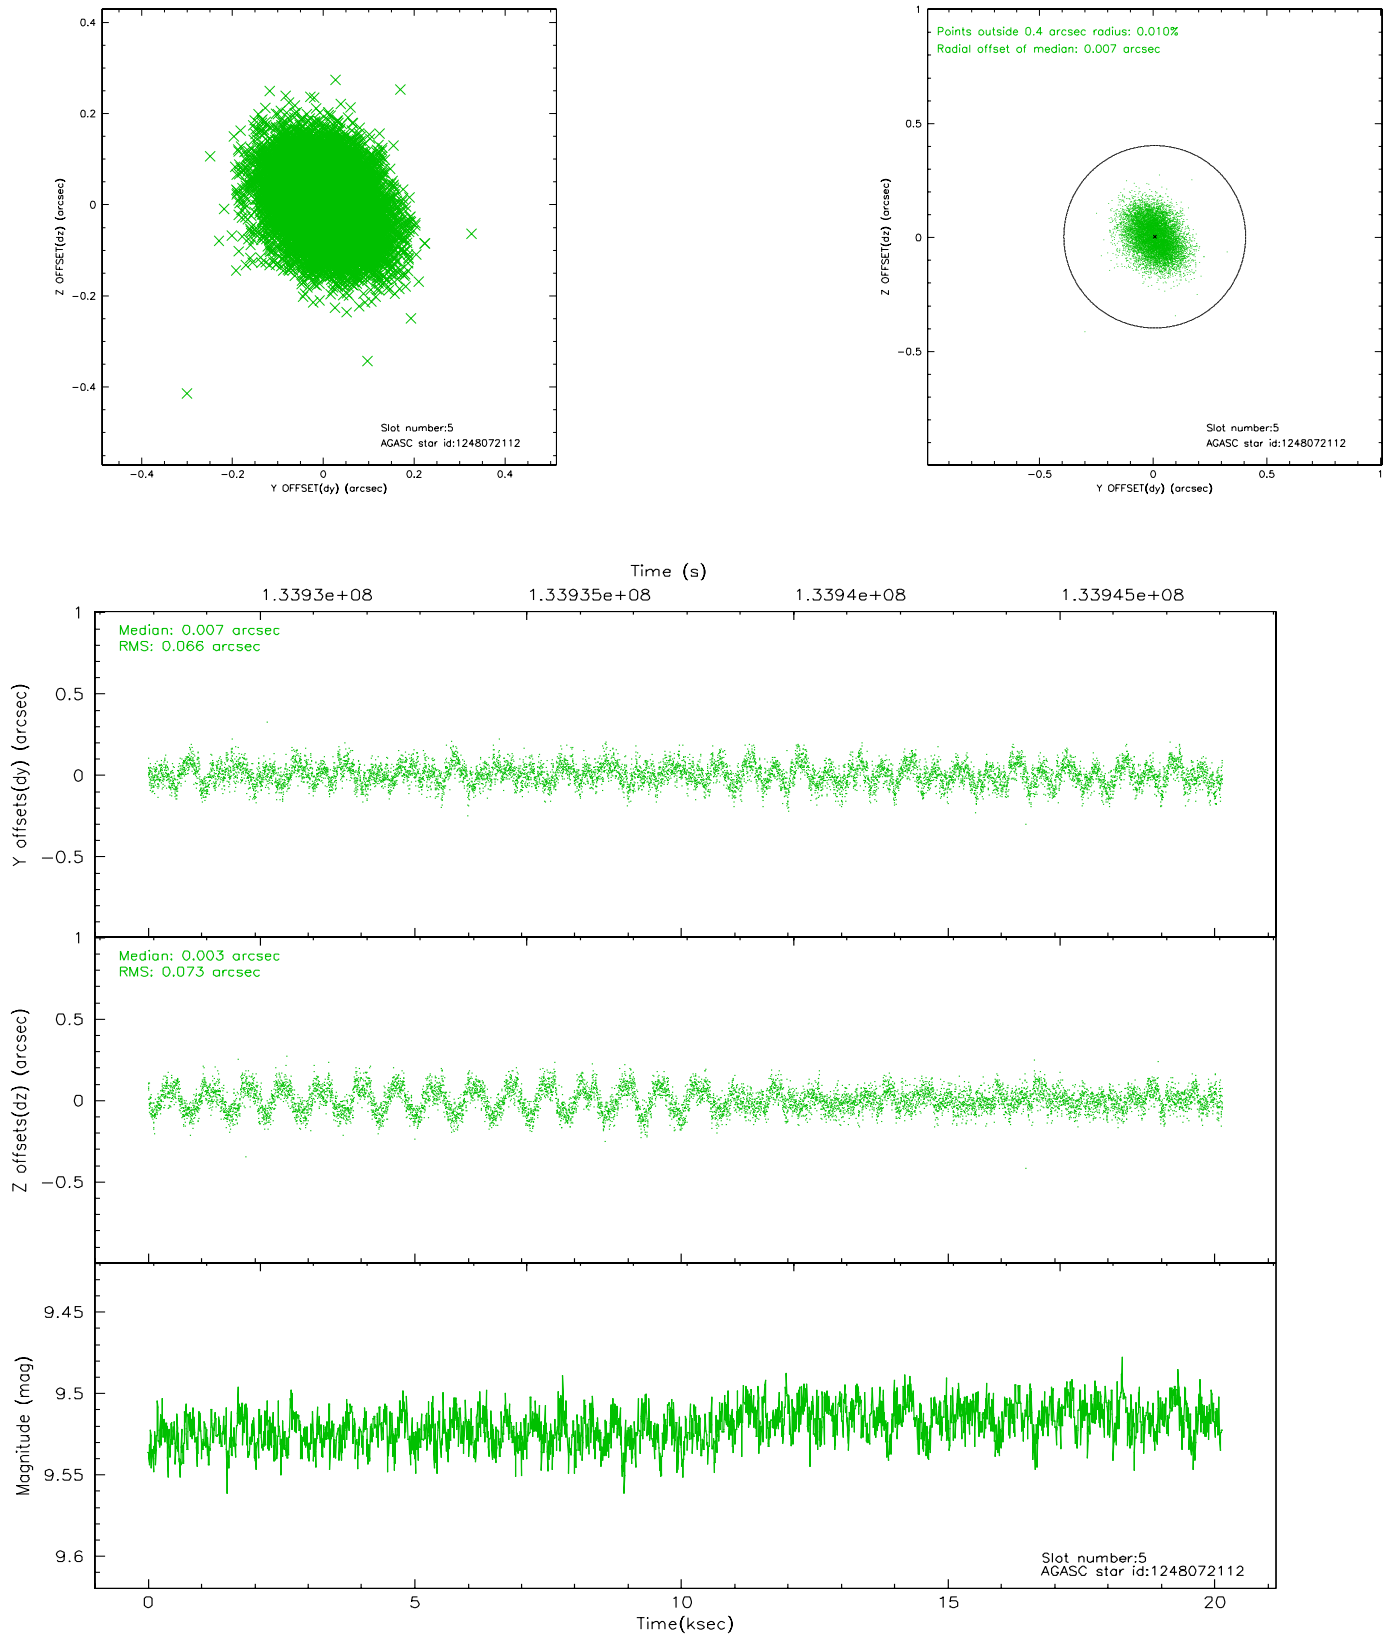 0.4
0.2
0
−0.2
−0.4
−0.4
−0.2
0
0.2
0.4
Z OFFSET(dz) (arcsec)
Y OFFSET(dy) (arcsec)
Slot number:5
AGASC star id:1248072112
1
0.5
0
−0.5
−0.5
0
0.5
1
Z OFFSET(dz) (arcsec)
Y OFFSET(dy) (arcsec)
Points outside 0.4 arcsec radius: 0.010%
Radial offset of median: 0.007 arcsec
Slot number:5
AGASC star id:1248072112
Time (s)
1.3393e+08
1.33935e+08
1.3394e+08
1.33945e+08
1
0.5
0
−0.5
Y offsets(dy) (arcsec)
Median: 0.007 arcsec
RMS: 0.066 arcsec
1
0.5
0
−0.5
Z offsets(dz) (arcsec)
Median: 0.003 arcsec
RMS: 0.073 arcsec
9.45
9.5
9.55
9.6
Magnitude (mag)
Slot number:5
AGASC star id:1248072112
0
5
10
15
20
Time(ksec)